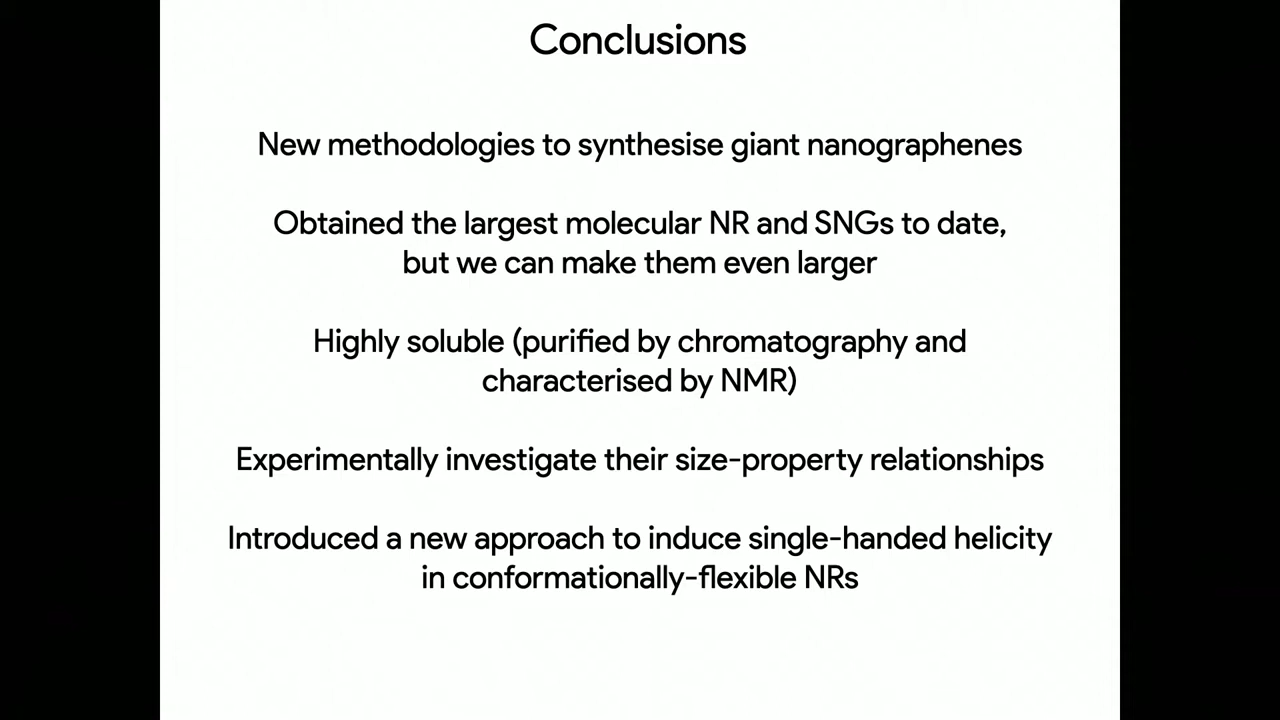 Conclusions
New methodologies to synthesise giant nanographenes
Obtained the largest molecular NR and SNGs to date,
but we can make them even larger
Highly soluble (purified by chromatography and
characterised by NMR)
Experimentally investigate their size-property relationships
Introduced a new approach to induce single-handed helicity
in conformationally-flexible NRs